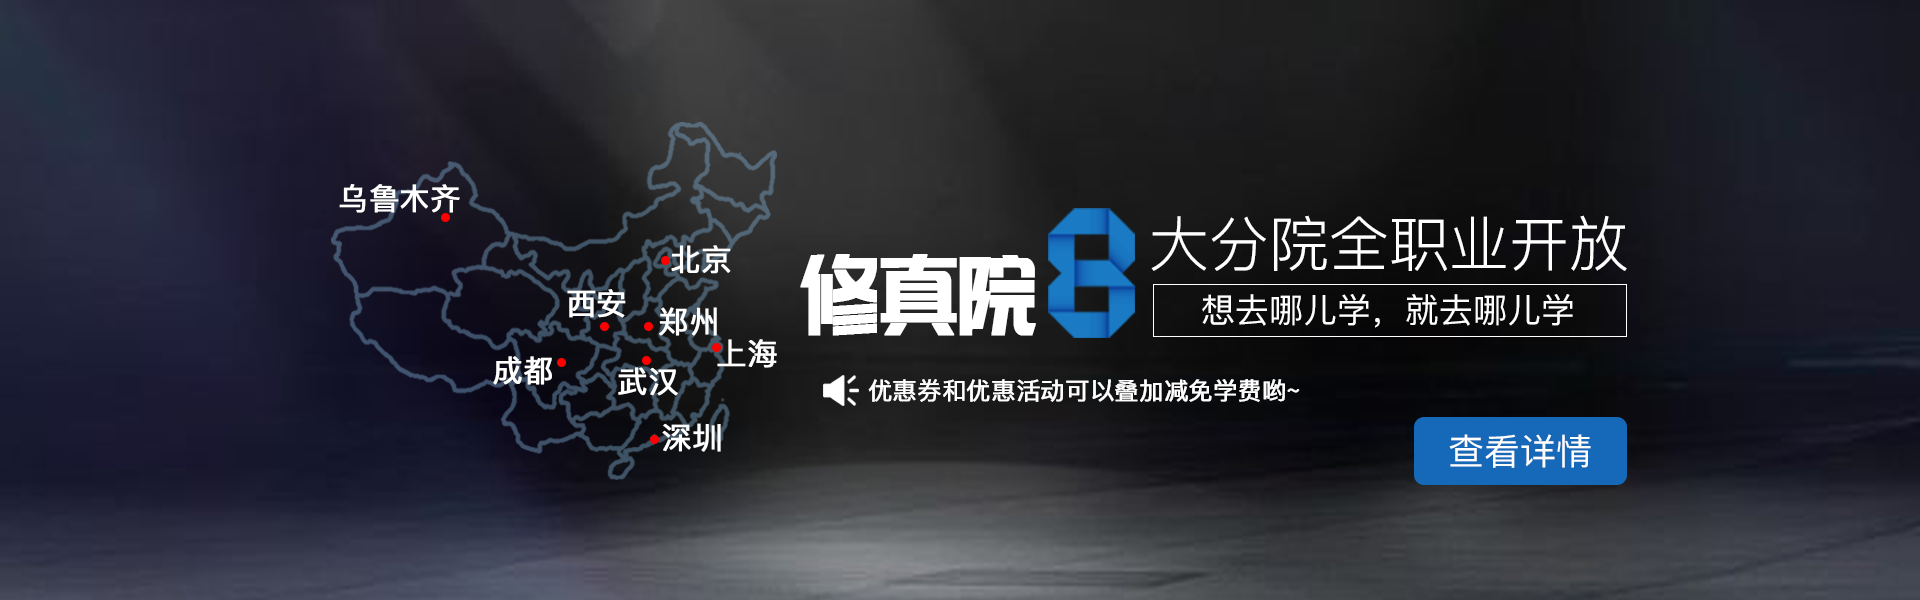 乌鲁木齐
北京
西安
郑州
上海
成都
武汉
深圳
修真院8大分院全职业开放
想去哪儿学，就去哪儿学
优惠券和优惠活动可以叠加减免学费哟~
查看详情